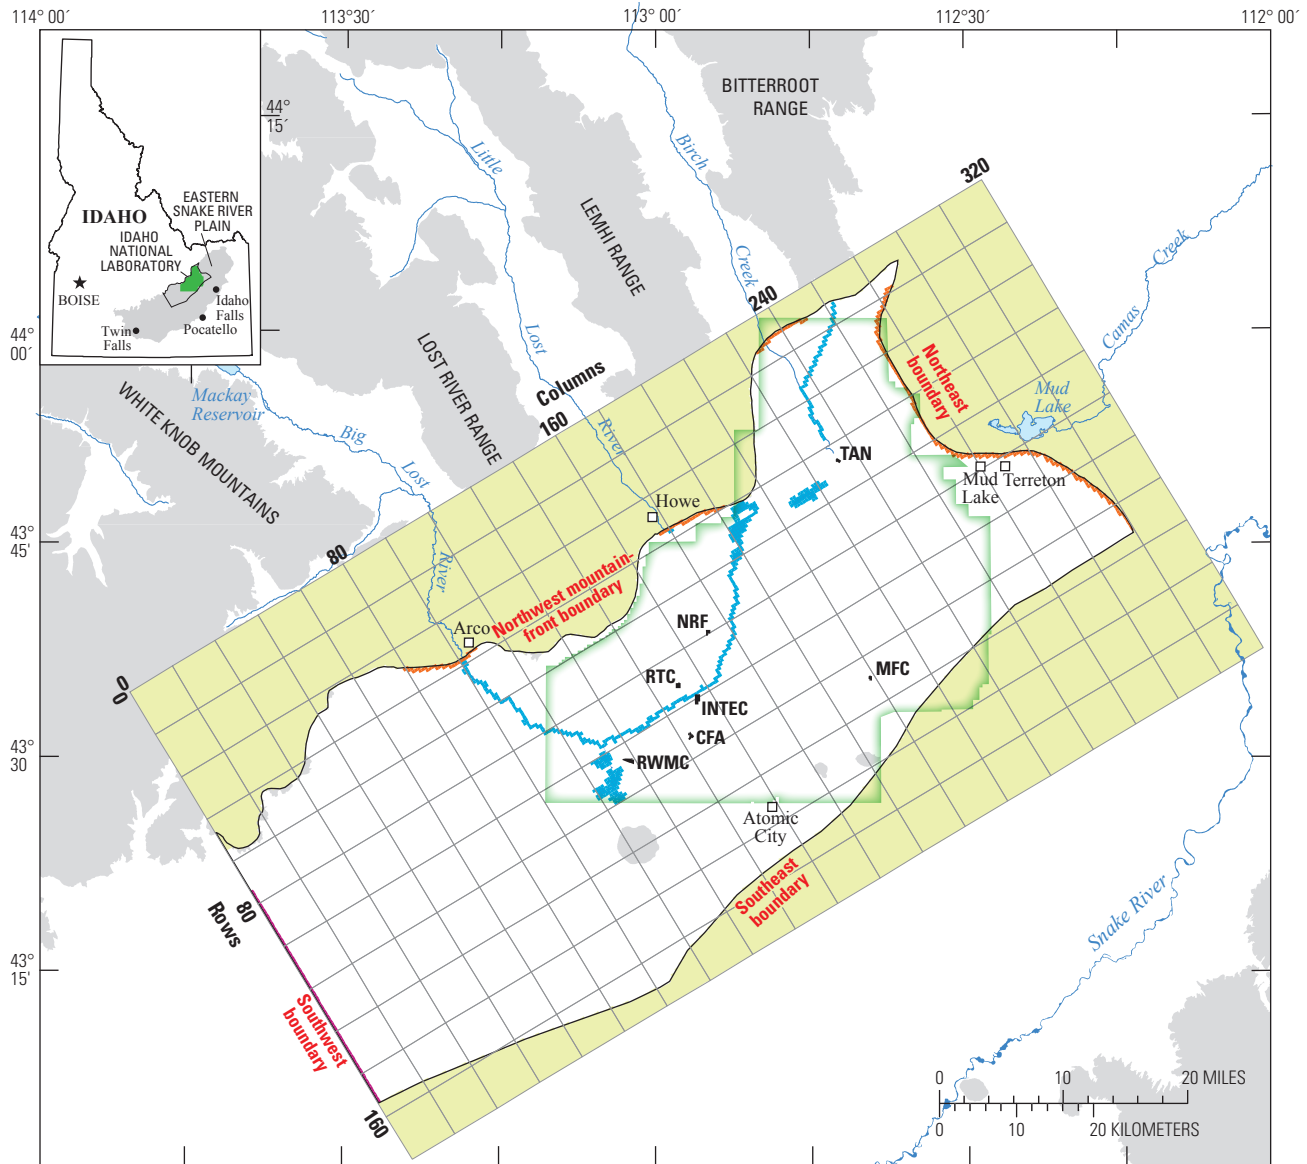 114° 00´
113°30´
113° 00´
112°30´
112° 00´
44°
15´
44°
00´
43°
45´
43°
30
43°
15´
IDAHO
EASTERN
SNAKE RIVER
PLAIN
IDAHO
NATIONAL
LABORATORY
BOISE
Idaho
Falls
Pocatello
Twin
Falls
BITTERROOT
RANGE
LEMHI RANGE
LOST RIVER RANGE
WHITE KNOB MOUNTAINS
Little
Lost
River
Birch
Creek
Camas
Creek
Mud
Lake
Mackay
Reservoir
Big
Lost
River
Snake River
Columns
0
80
160
240
320
Rows
0
80
160
Northeast
boundary
Northwest mountain-
front boundary
Southeast
boundary
Southwest
boundary
Howe
Arco
Mud
Lake
Terreton
Atomic
City
TAN
NRF
RTC
INTEC
CFA
RWMC
MFC
0 10 20 MILES
0 10 20 KILOMETERS